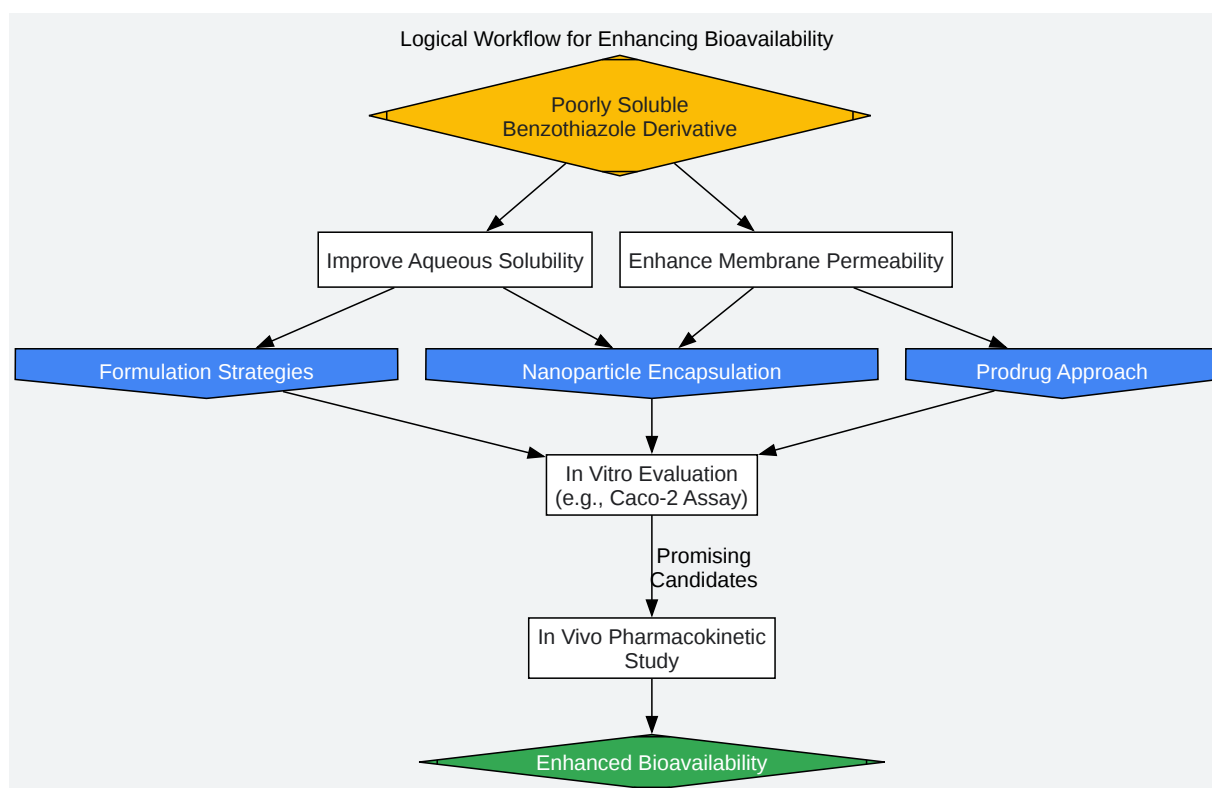 Logical Workflow for Enhancing Bioavailability
Poorly Soluble
Benzothiazole Derivative
Improve Aqueous Solubility
Enhance Membrane Permeability
Formulation Strategies
Nanoparticle Encapsulation
Prodrug Approach
In Vitro Evaluation
(e.g., Caco-2 Assay)
Promising
Candidates
In Vivo Pharmacokinetic
Study
Enhanced Bioavailability